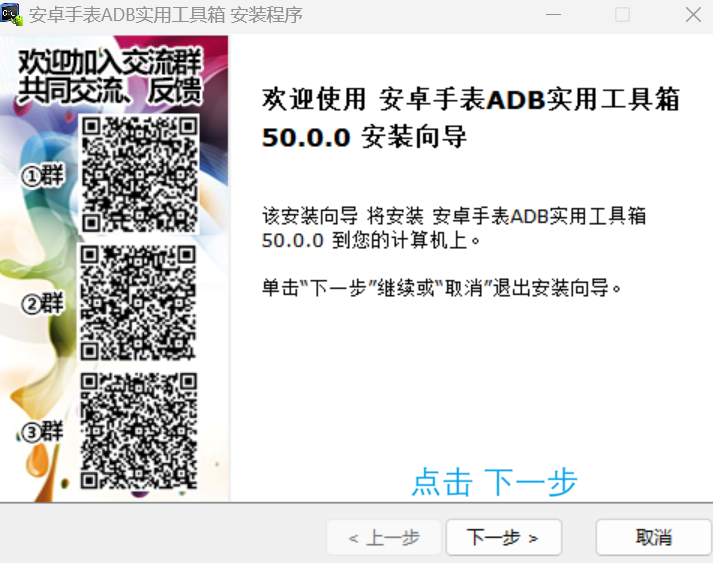 安卓手表ADB实用工具箱 安装程序
欢迎加入交流群
共同交流、反馈
①群
②群
③群
欢迎使用 安卓手表ADB实用工具箱
50.0.0 安装向导
该安装向导 将安装 安卓手表ADB实用工具箱
50.0.0 到您的计算机上。
单击“下一步”继续或“取消”退出安装向导。
点击 下一步
< 上一步
下一步 >
取消